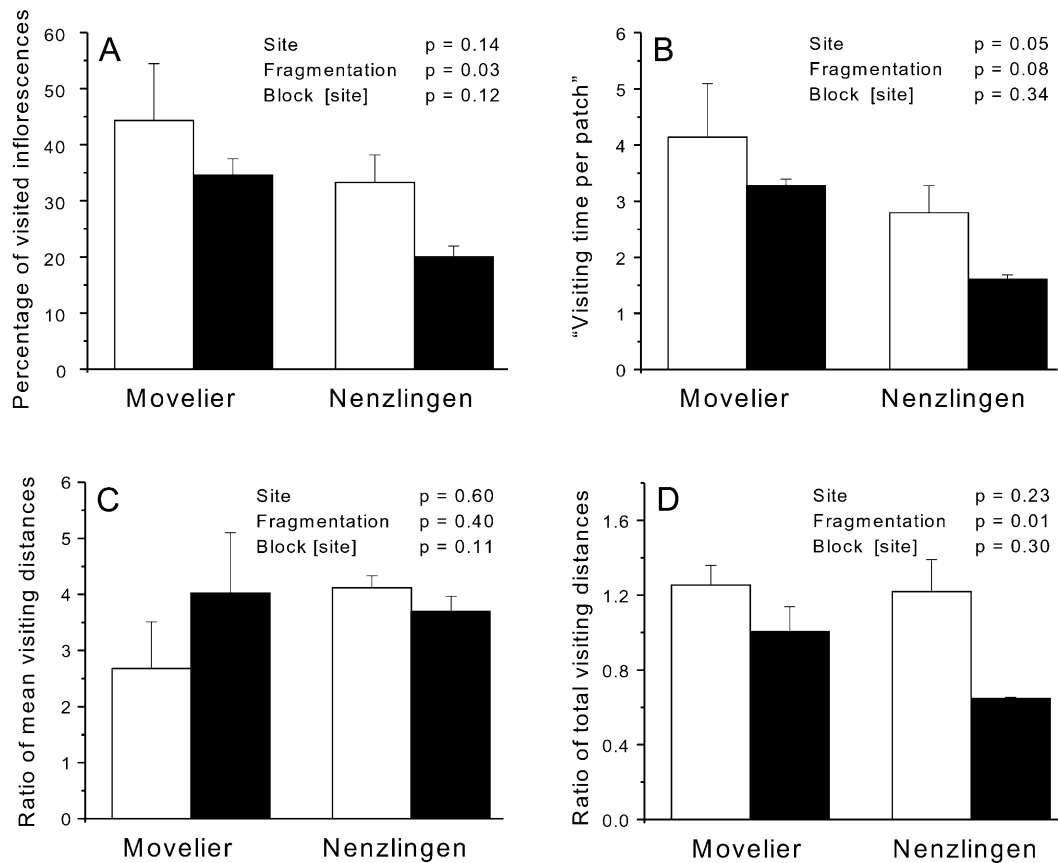 A
Site p = 0.14
Fragmentation p = 0.03
Block [site] p = 0.12
Percentage of visited inflorescences
60
50
40
30
20
10
0
Movelier Nenzlingen
B
Site p = 0.05
Fragmentation p = 0.08
Block [site] p = 0.34
“Visiting time per patch”
6
5
4
3
2
1
0
Movelier Nenzlingen
C
Site p = 0.60
Fragmentation p = 0.40
Block [site] p = 0.11
Ratio of mean visiting distances
6
5
4
3
2
1
0
Movelier Nenzlingen
D
Site p = 0.23
Fragmentation p = 0.01
Block [site] p = 0.30
Ratio of total visiting distances
1.6
1.2
0.8
0.4
0.0
Movelier Nenzlingen